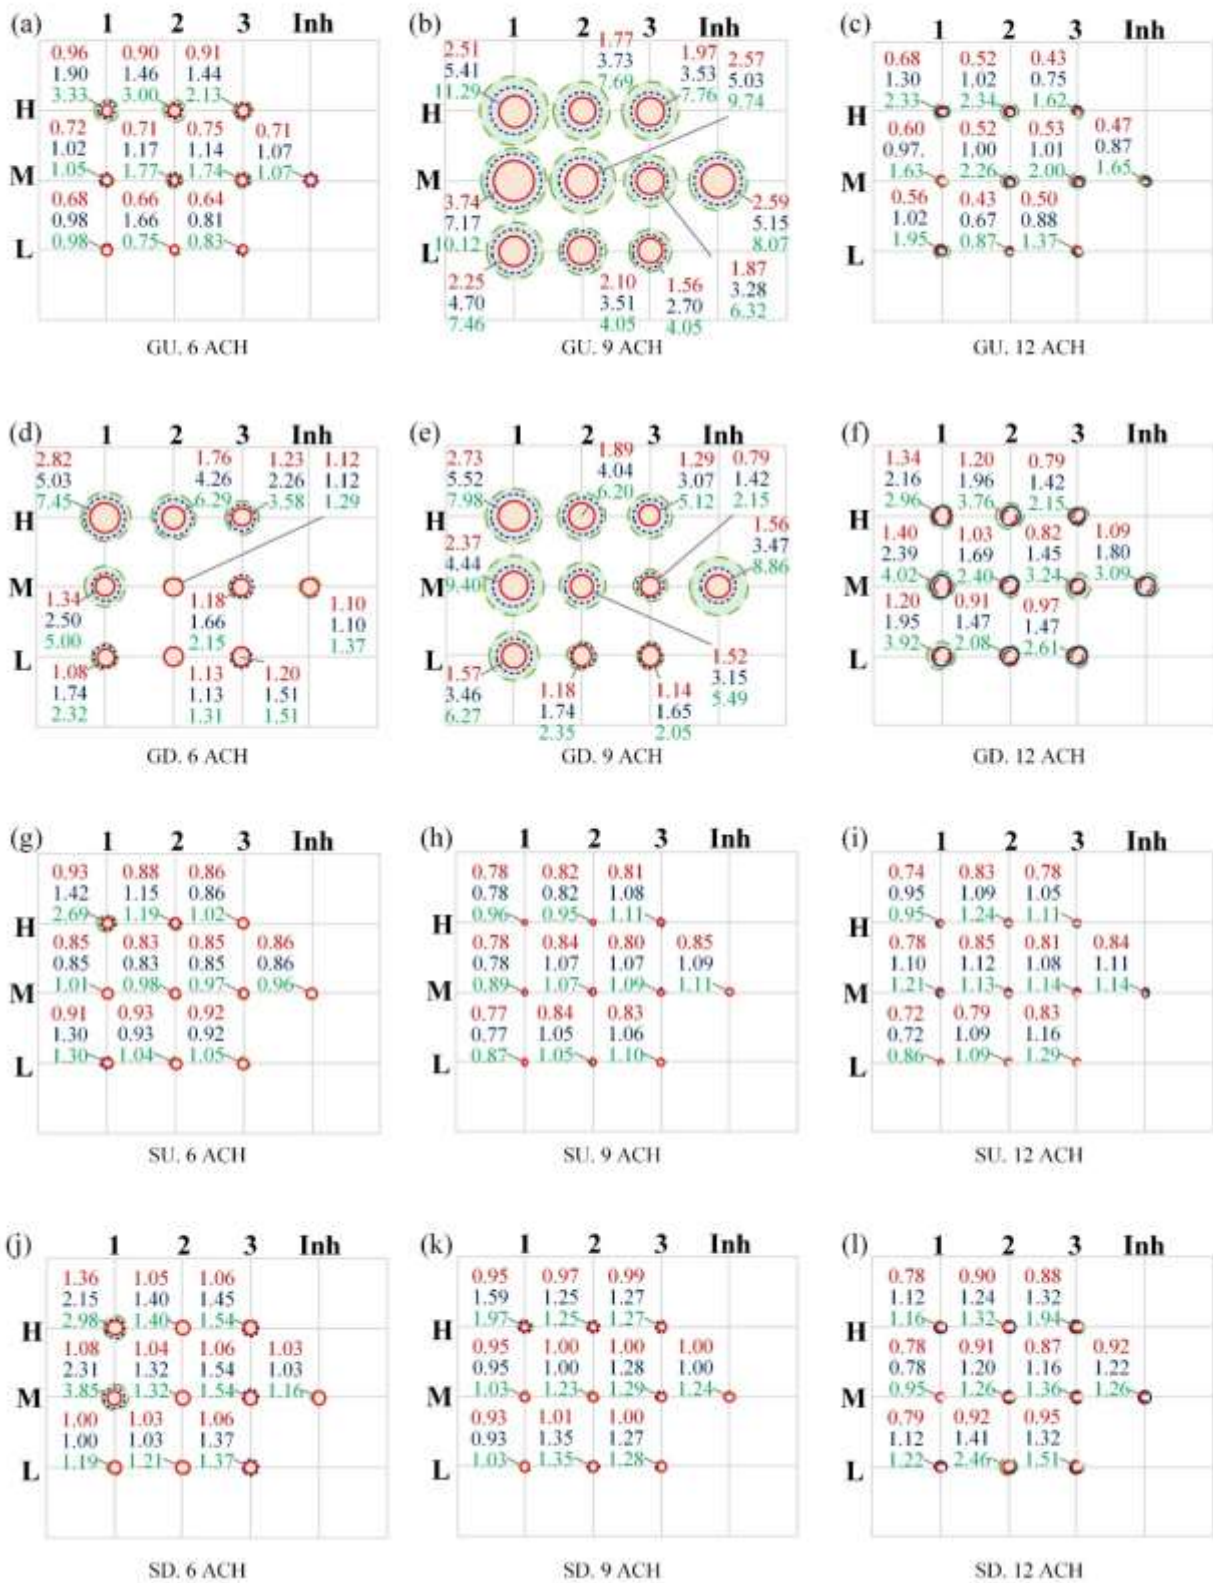 (a) 1 2 3 Inh
0.96 0.90 0.91
1.90 1.46 1.44
3.33 3.00 2.13
H
0.72 0.71 0.75 0.71
1.02 1.17 1.14 1.07
1.05 1.77 1.74 1.07
M
0.68 0.66 0.64
0.98 1.66 0.81
0.98 0.75 0.83
L
GU. 6 ACH
(b) 1 2 3 Inh
2.51 1.77 1.97 2.57
5.41 3.73 3.53 5.03
11.29 7.69 7.76 9.74
H
M
3.74 2.59
7.17 5.15
10.12 8.07
L
2.25 2.10 1.56 1.87
4.70 3.51 2.70 3.28
7.46 4.05 4.05 6.32
GU. 9 ACH
(c) 1 2 3 Inh
0.68 0.52 0.43
1.30 1.02 0.75
2.33 2.34 1.62
H
0.60 0.52 0.53 0.47
0.97. 1.00 1.01 0.87
1.63 2.26 2.00 1.65
M
0.56 0.43 0.50
1.02 0.67 0.88
1.95 0.87 1.37
L
GU. 12 ACH
(d) 1 2 3 Inh
2.82 1.76 1.23 1.12
5.03 4.26 2.26 1.12
7.45 6.29 3.58 1.29
H
M
1.34 1.18 1.10
2.50 1.66 1.10
5.00 2.15 1.37
L
1.08 1.13 1.20
1.74 1.13 1.51
2.32 1.31 1.51
GD. 6 ACH
(e) 1 2 3 Inh
2.73 1.89 1.29 0.79
5.52 4.04 3.07 1.42
7.98 6.20 5.12 2.15
H
2.37 1.56
4.44 3.47
9.40 8.86
M
L
1.57 1.18 1.14 1.52
3.46 1.74 1.65 3.15
6.27 2.35 2.05 5.49
GD. 9 ACH
(f) 1 2 3 Inh
1.34 1.20 0.79
2.16 1.96 1.42
2.96 3.76 2.15
H
1.40 1.03 0.82 1.09
2.39 1.69 1.45 1.80
4.02 2.40 3.24 3.09
M
1.20 0.91 0.97
1.95 1.47 1.47
3.92 2.08 2.61
L
GD. 12 ACH
(g) 1 2 3 Inh
0.93 0.88 0.86
1.42 1.15 0.86
2.69 1.19 1.02
H
0.85 0.83 0.85 0.86
0.85 0.83 0.85 0.86
1.01 0.98 0.97 0.96
M
0.91 0.93 0.92
1.30 0.93 0.92
1.30 1.04 1.05
L
SU. 6 ACH
(h) 1 2 3 Inh
0.78 0.82 0.81
0.78 0.82 1.08
0.96 0.95 1.11
H
0.78 0.84 0.80 0.85
0.78 1.07 1.07 1.09
0.89 1.07 1.09 1.11
M
0.77 0.84 0.83
0.77 1.05 1.06
0.87 1.05 1.10
L
SU. 9 ACH
(i) 1 2 3 Inh
0.74 0.83 0.78
0.95 1.09 1.05
0.95 1.24 1.11
H
0.78 0.85 0.81 0.84
1.10 1.12 1.08 1.11
1.21 1.13 1.14 1.14
M
0.72 0.79 0.83
0.72 1.09 1.16
0.86 1.09 1.29
L
SU. 12 ACH
(j) 1 2 3 Inh
1.36 1.05 1.06
2.15 1.40 1.45
2.98 1.40 1.54
H
1.08 1.04 1.06 1.03
2.31 1.32 1.54 1.03
3.85 1.32 1.54 1.16
M
1.00 1.03 1.06
1.00 1.03 1.37
1.19 1.21 1.37
L
SD. 6 ACH
(k) 1 2 3 Inh
0.95 0.97 0.99
1.59 1.25 1.27
1.97 1.25 1.27
H
0.95 1.00 1.00 1.00
0.95 1.00 1.28 1.00
1.03 1.23 1.29 1.24
M
0.93 1.01 1.00
0.93 1.35 1.27
1.03 1.35 1.28
L
SD. 9 ACH
(l) 1 2 3 Inh
0.78 0.90 0.88
1.12 1.24 1.32
1.16 1.32 1.94
H
0.78 0.91 0.87 0.92
0.78 1.20 1.16 1.22
0.95 1.26 1.36 1.26
M
0.79 0.92 0.95
1.12 1.41 1.32
1.22 2.46 1.51
L
SD. 12 ACH